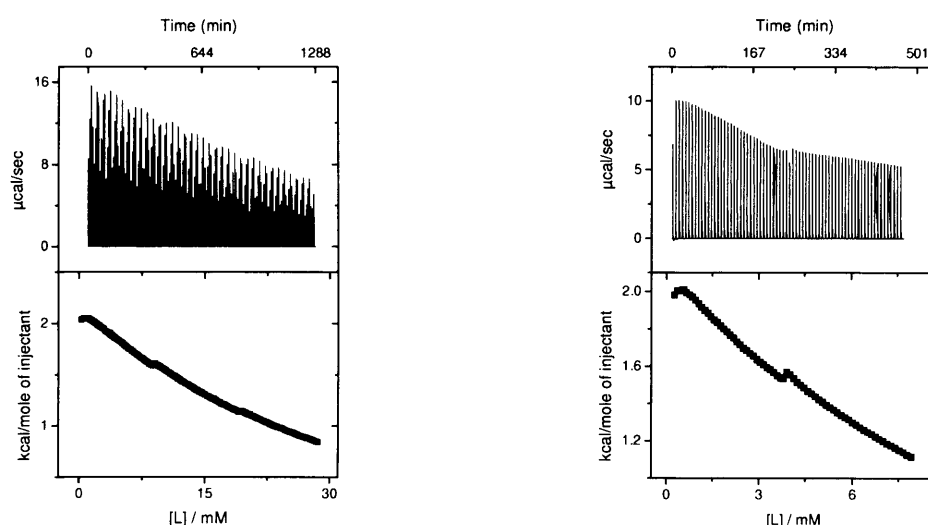 Time (min)
0 644 1288
16
8
0
µcal/sec
2
1
kcal/mole of injectant
0 15 30
[L] / mM
Time (min)
0 167 334 501
10
5
0
µcal/sec
2.0
1.6
1.2
kcal/mole of injectant
0 3 6
[L] / mM